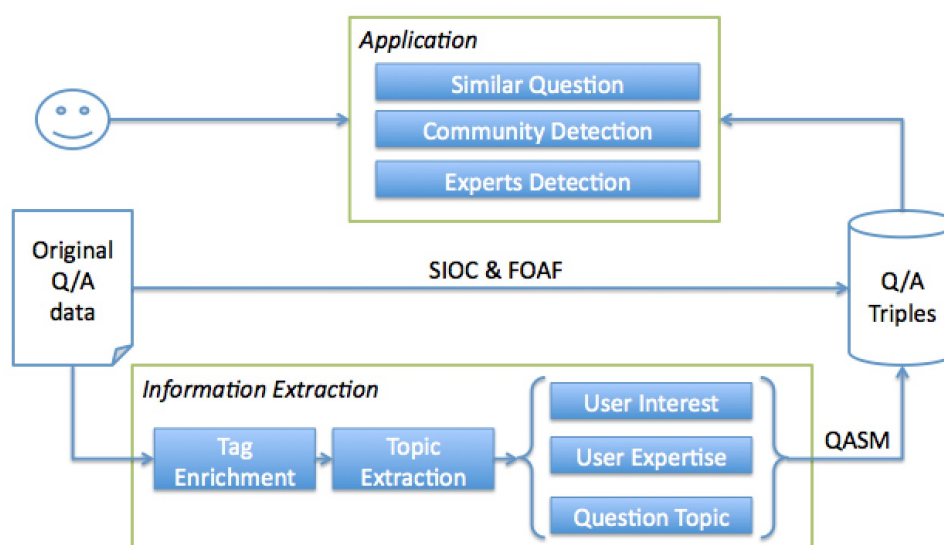 Application
Similar Question
Community Detection
Experts Detection
Original
Q/A
data
SIOC & FOAF
Q/A
Triples
Information Extraction
Tag
Enrichment
Topic
Extraction
User Interest
User Expertise
Question Topic
QASM